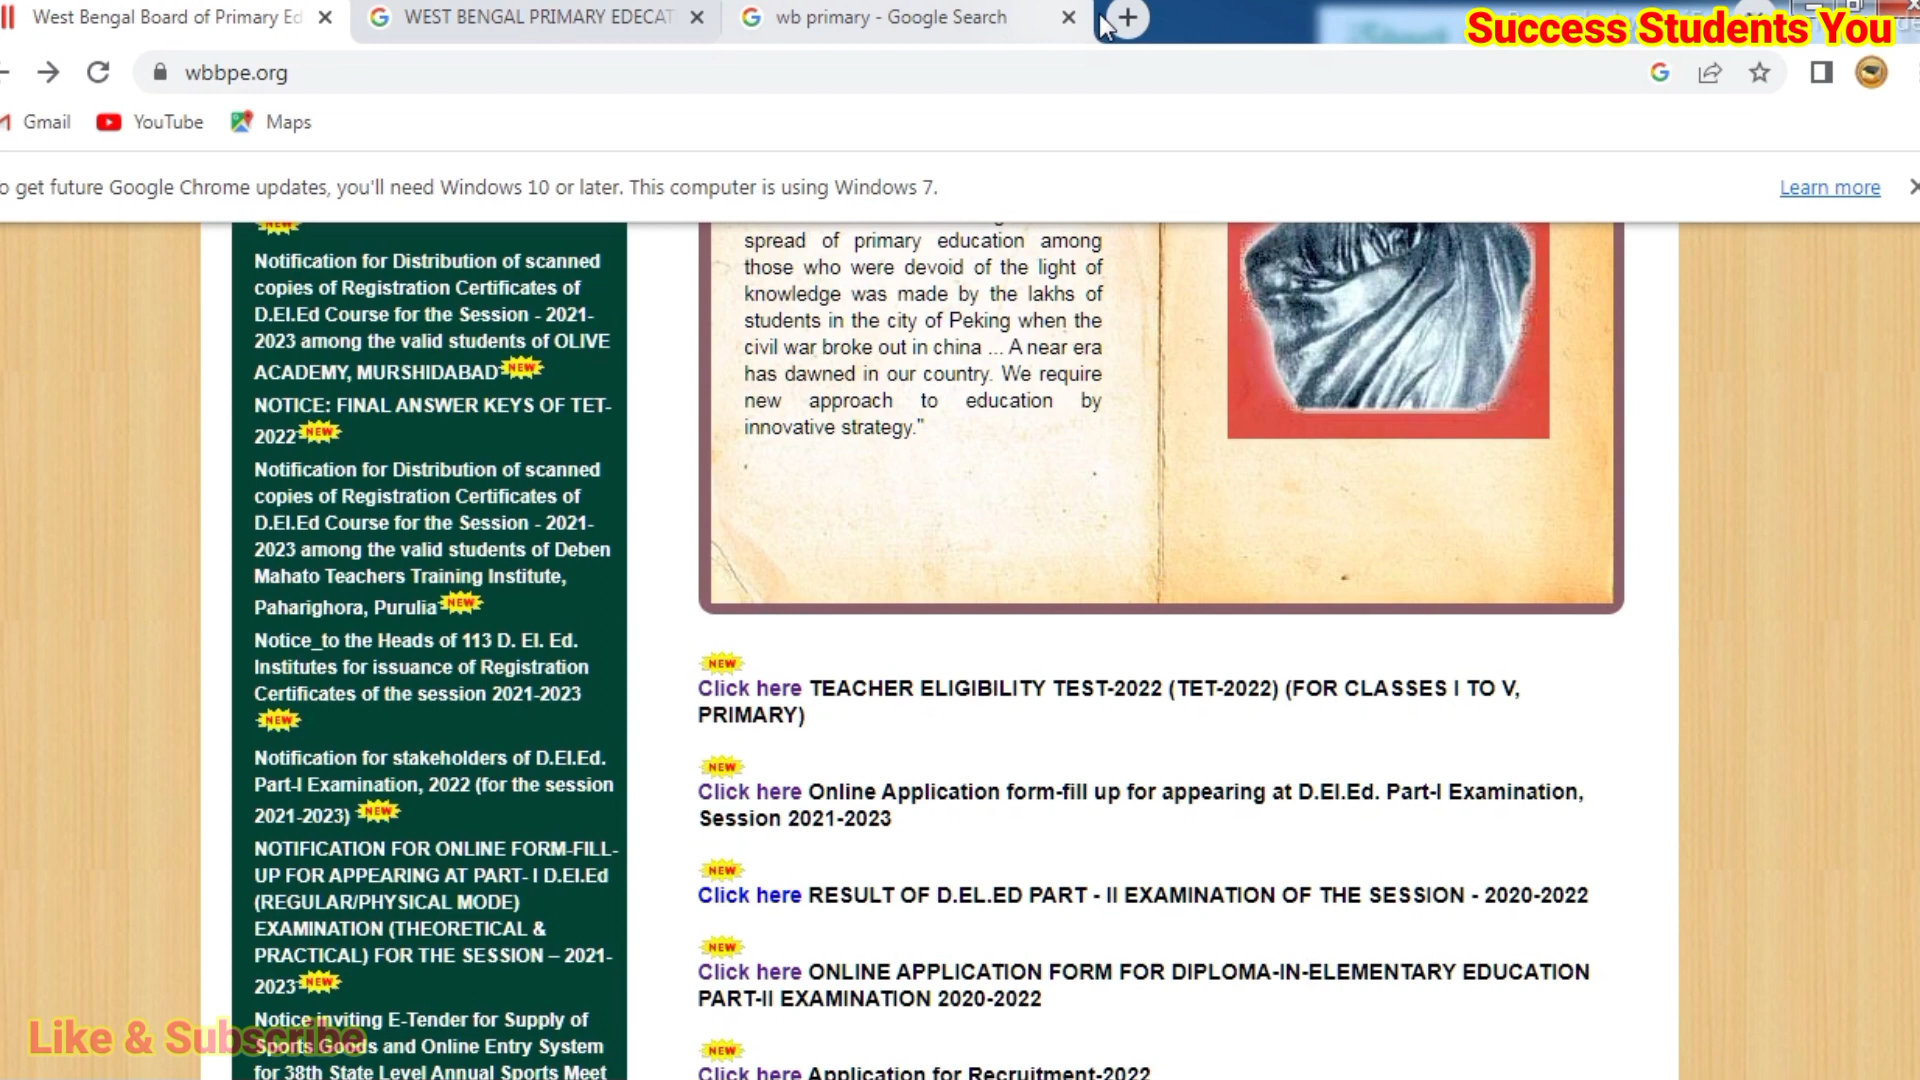 West Bengal Board of Primary Ed
WEST BENGAL PRIMARY EDECAT
wb primary - Google Search
Success Students You
wbbpe.org
Gmail
YouTube
Maps
o get future Google Chrome updates, you'll need Windows 10 or later. This computer is using Windows 7.
Learn more
NEW
Notification for Distribution of scanned
copies of Registration Certificates of
D.El.Ed Course for the Session - 2021-
2023 among the valid students of OLIVE
ACADEMY, MURSHIDABAD NEW
NOTICE: FINAL ANSWER KEYS OF TET-
2022 NEW
Notification for Distribution of scanned
copies of Registration Certificates of
D.El.Ed Course for the Session - 2021-
2023 among the valid students of Deben
Mahato Teachers Training Institute,
Paharighora, Purulia NEW
Notice_to the Heads of 113 D. El. Ed.
Institutes for issuance of Registration
Certificates of the session 2021-2023
NEW
Notification for stakeholders of D.El.Ed.
Part-I Examination, 2022 (for the session
2021-2023) NEW
NOTIFICATION FOR ONLINE FORM-FILL-
UP FOR APPEARING AT PART- I D.El.Ed
(REGULAR/PHYSICAL MODE)
EXAMINATION (THEORETICAL &
PRACTICAL) FOR THE SESSION – 2021-
2023 NEW
Notice inviting E-Tender for Supply of
Sports Goods and Online Entry System
for 38th State Level Annual Sports Meet
Like & Subscribe
spread of primary education among
those who were devoid of the light of
knowledge was made by the lakhs of
students in the city of Peking when the
civil war broke out in china ... A near era
has dawned in our country. We require
new approach to education by
innovative strategy."
NEW
Click here TEACHER ELIGIBILITY TEST-2022 (TET-2022) (FOR CLASSES I TO V,
PRIMARY)
NEW
Click here Online Application form-fill up for appearing at D.El.Ed. Part-I Examination,
Session 2021-2023
NEW
Click here RESULT OF D.EL.ED PART - II EXAMINATION OF THE SESSION - 2020-2022
NEW
Click here ONLINE APPLICATION FORM FOR DIPLOMA-IN-ELEMENTARY EDUCATION
PART-II EXAMINATION 2020-2022
NEW
Click here Application for Recruitment-2022